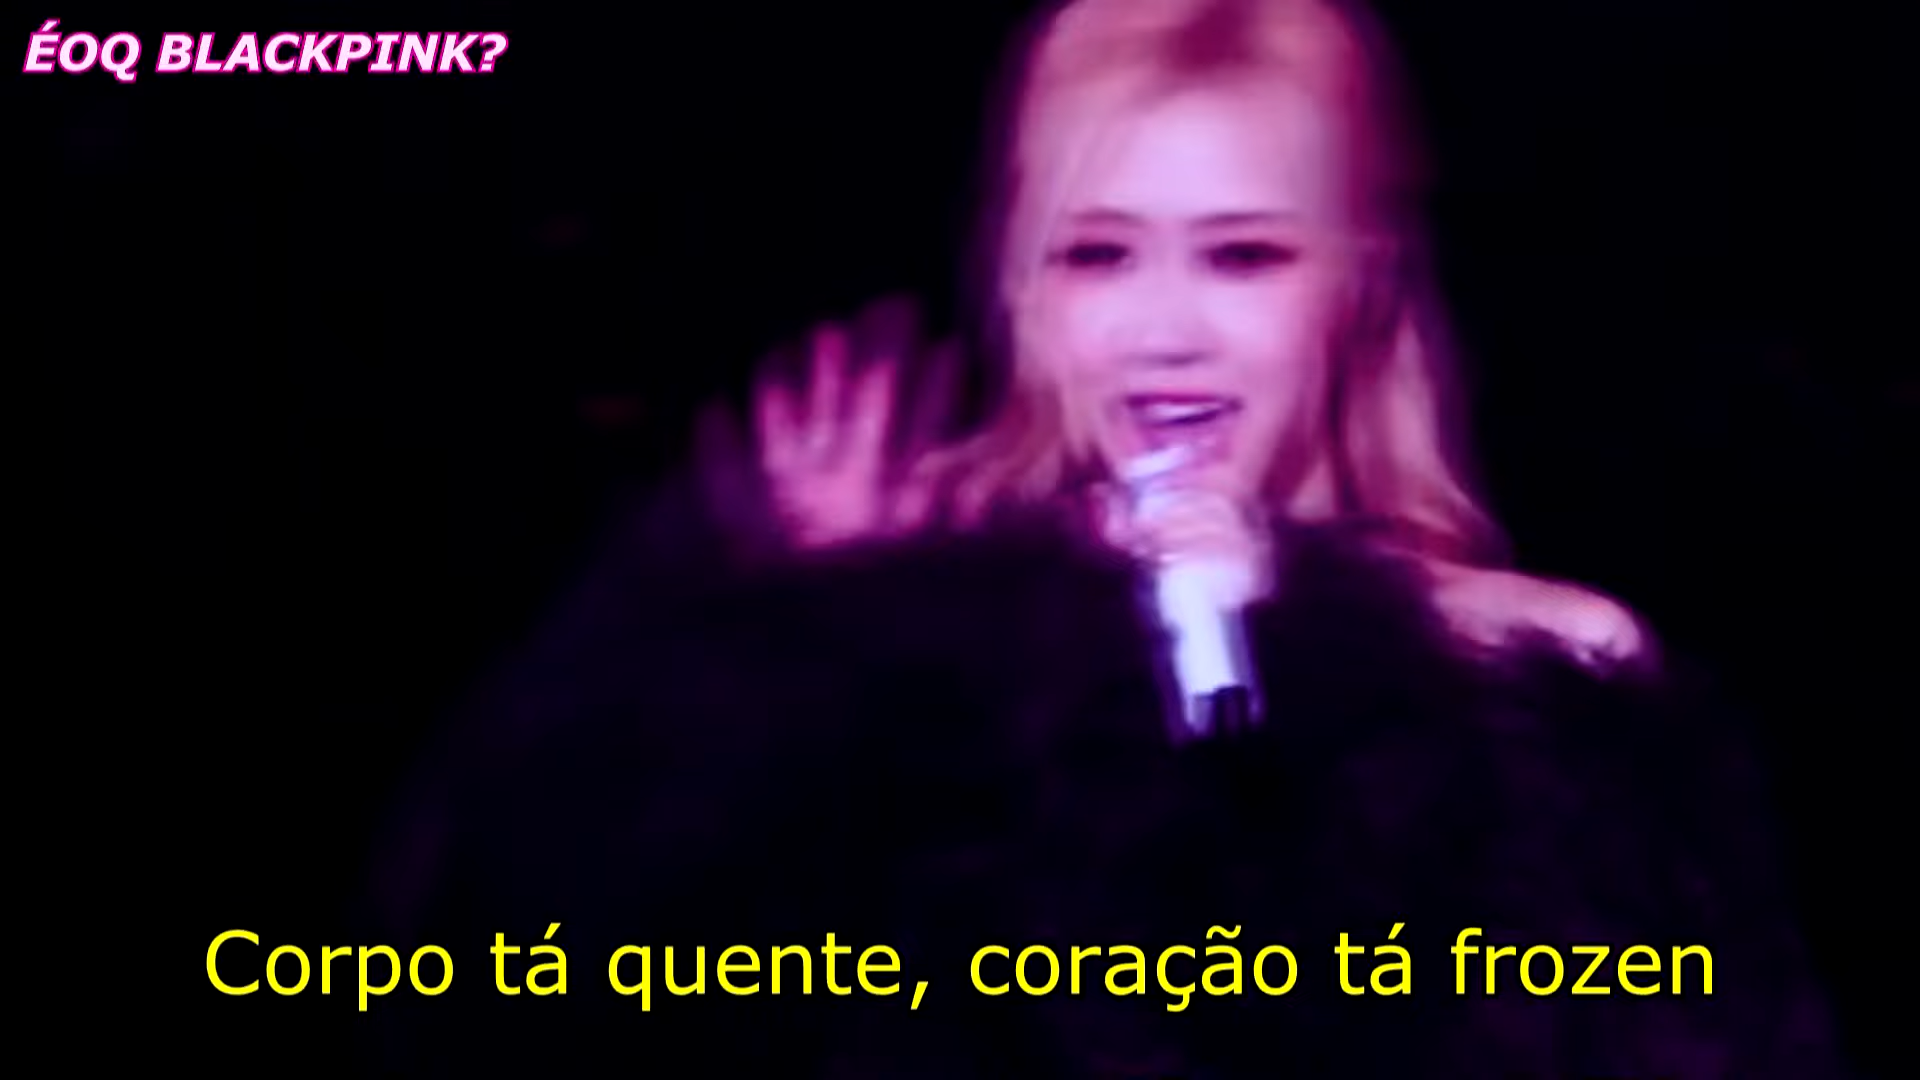 ÉOQ BLACKPINK?
Corpo tá quente, coração tá frozen